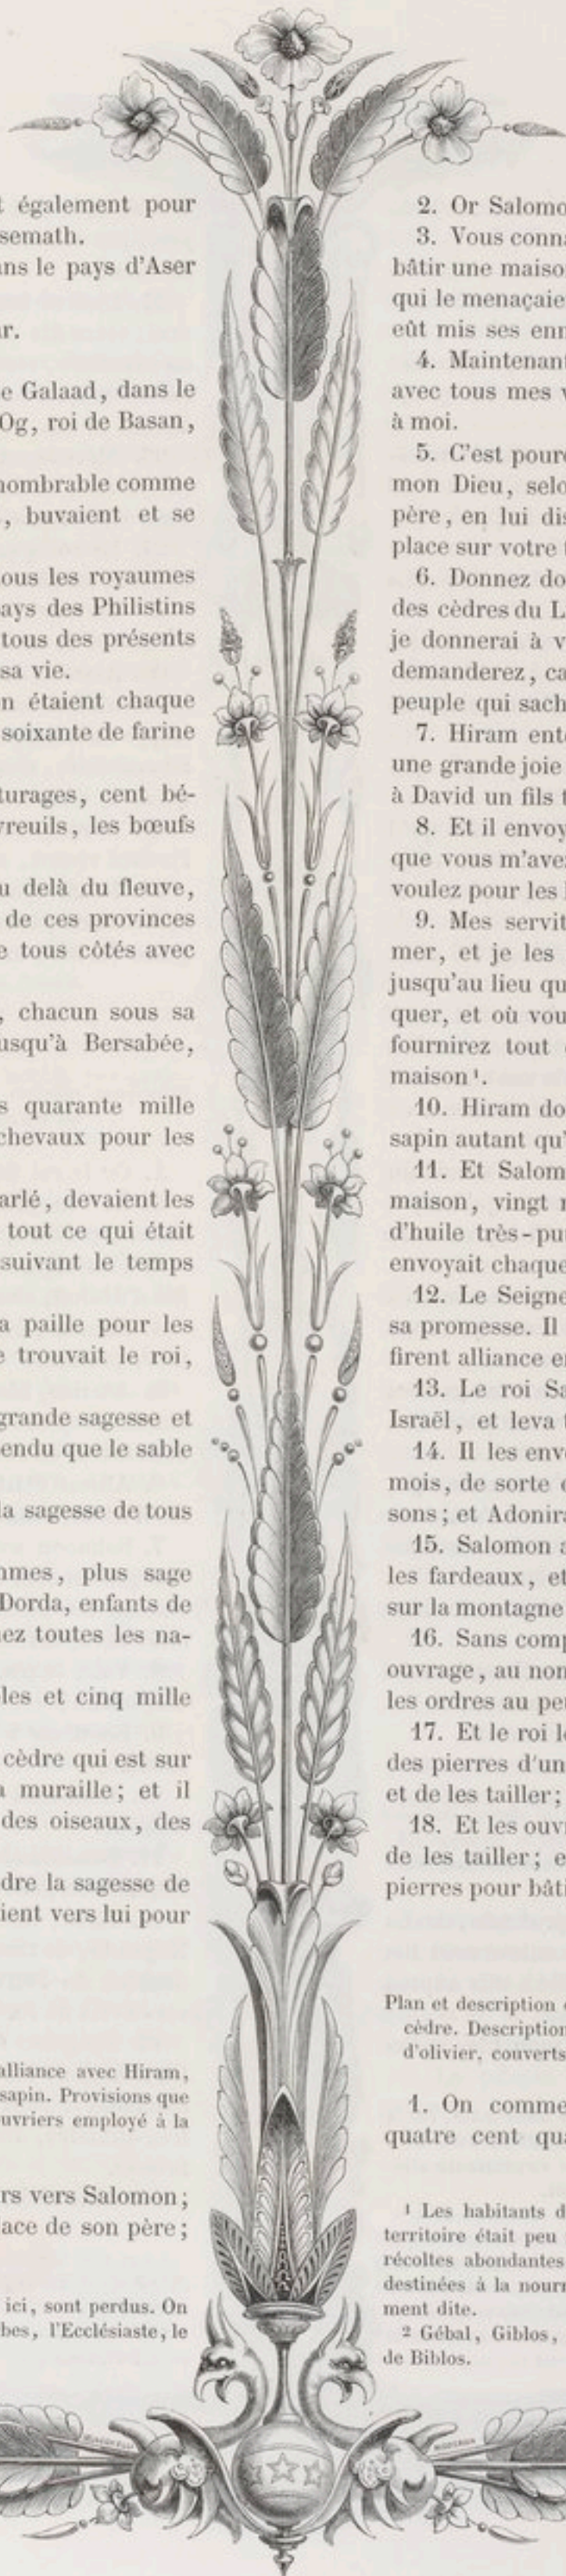 t également pour
semath.
ans le pays d'Aser
ar.
e Galaad, dans le
Og, roi de Basan,
nombrable comme
, buvaient et se
ous les royaumes
ays des Philistins
tous des présents
sa vie.
n étaient chaque
soixante de farine
turages, cent bé-
vreuils, les bœufs
u delà du fleuve,
de ces provinces
e tous côtés avec
, chacun sous sa
usqu'à Bersabée,
s quarante mille
chevaux pour les
arlé, devaient les
tout ce qui était
suivant le temps
a paille pour les
e trouvait le roi,
grande sagesse et
endu que le sable
la sagesse de tous
mmes, plus sage
Dorda, enfants de
ez toutes les na-
les et cinq mille
cèdre qui est sur
a muraille; et il
des oiseaux, des
dre la sagesse de
ient vers lui pour
alliance avec Hiram,
sapin. Provisions que
uvriers employé à la
rs vers Salomon;
ace de son père;
ici, sont perdus. On
bes, l'Ecclésiaste, le
2. Or Salomo
3. Vous conna
bâtir une maiso
qui le menaçaie
eût mis ses enn
4. Maintenant
avec tous mes v
à moi.
5. C'est pourq
mon Dieu, selo
père, en lui dis
place sur votre t
6. Donnez do
des cèdres du L
je donnerai à v
demanderez, ca
peuple qui sach
7. Hiram ente
une grande joie
à David un fils t
8. Et il envoy
que vous m'avez
voulez pour les
9. Mes servit
mer, et je les
jusqu'au lieu qu
quer, et où vou
fournirez tout
maison¹.
10. Hiram do
sapin autant qu'
11. Et Salom
maison, vingt
d'huile très-pu
envoyait chaque
12. Le Seigne
sa promesse. Il
firent alliance e
13. Le roi Sa
Israël, et leva t
14. Il les enve
mois, de sorte
sons; et Adonira
15. Salomon a
les fardeaux, et
sur la montagne
16. Sans comp
ouvrage, au nom
les ordres au peu
17. Et le roi l
des pierres d'un
et de les tailler;
18. Et les ouvr
de les tailler; e
pierres pour bâti
Plan et description
cèdre. Description
d'olivier, couverts
1. On comme
quatre cent qua
¹ Les habitants d
territoire était peu
récoltes abondantes
destinées à la nourr
ment dite.
² Gébal, Giblos,
de Biblos.